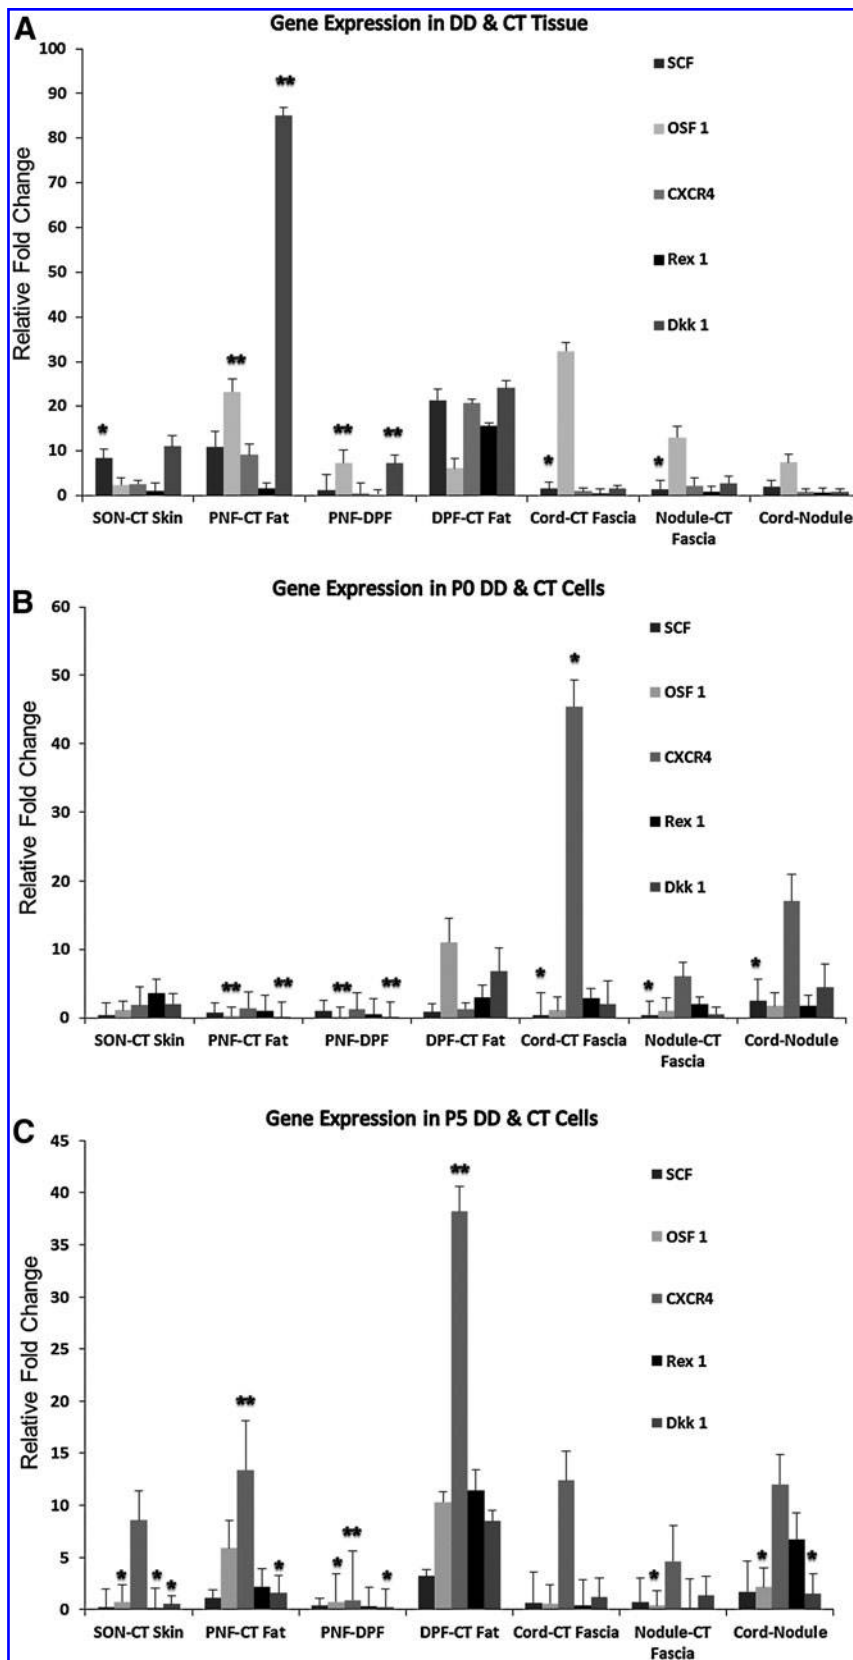 A
Gene Expression in DD & CT Tissue
Relative Fold Change
100
90
80
70
60
50
40
30
20
10
0
SCF
OSF 1
CXCR4
Rex 1
Dkk 1
*
**
**
**
**
*
*
SON-CT Skin
PNF-CT Fat
PNF-DPF
DPF-CT Fat
Cord-CT Fascia
Nodule-CT
Fascia
Cord-Nodule
B
Gene Expression in P0 DD & CT Cells
Relative Fold Change
60
50
40
30
20
10
0
SCF
OSF 1
CXCR4
Rex 1
Dkk 1
**
**
**
**
*
*
*
*
SON-CT Skin
PNF-CT Fat
PNF-DPF
DPF-CT Fat
Cord-CT Fascia
Nodule-CT
Fascia
Cord-Nodule
C
Gene Expression in P5 DD & CT Cells
Relative Fold Change
45
40
35
30
25
20
15
10
5
0
SCF
OSF 1
CXCR4
Rex 1
Dkk 1
*
*
*
**
*
*
**
*
**
*
*
*
SON-CT Skin
PNF-CT Fat
PNF-DPF
DPF-CT Fat
Cord-CT Fascia
Nodule-CT
Fascia
Cord-Nodule